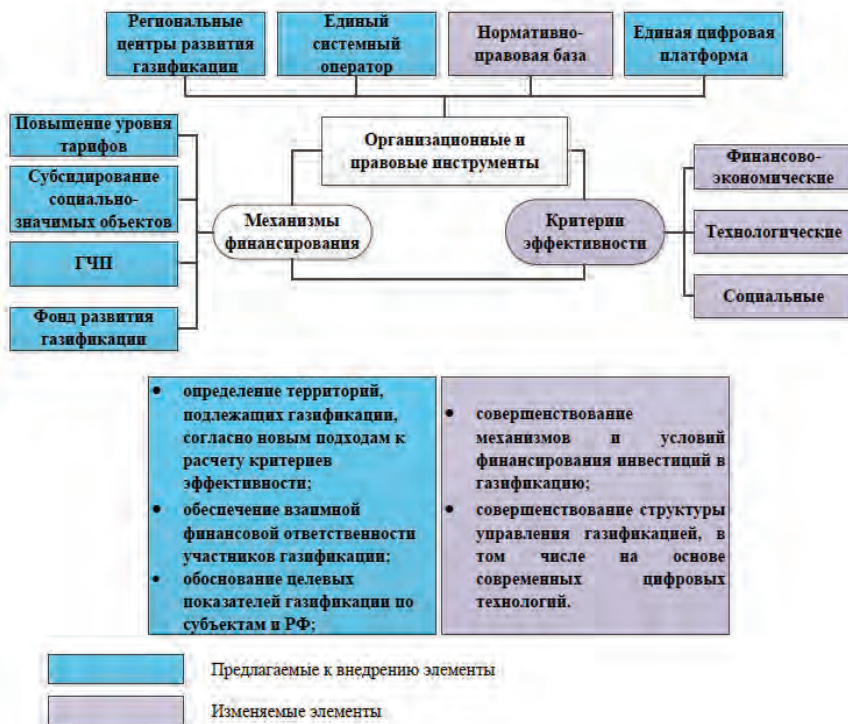 Региональные
центры развития
газификации
Единый
системный
оператор
Нормативно-
правовая база
Единая цифровая
платформа
Организационные и
правовые инструменты
Повышение уровня
тарифов
Субсидирование
социально-
значимых объектов
ГЧП
Фонд развития
газификации
Механизмы
финансирования
Критерии
эффективности
Финансово-
экономические
Технологические
Социальные
• определение территорий,
подлежащих газификации,
согласно новым подходам к
расчету критериев
эффективности;
• обеспечение взаимной
финансовой ответственности
участников газификации;
• обоснование целевых
показателей газификации по
субъектам и РФ;
• совершенствование
механизмов и условий
финансирования инвестиций в
газификацию;
• совершенствование структуры
управления газификацией, в
том числе на основе
современных цифровых
технологий.
Предлагаемые к внедрению элементы
Изменяемые элементы